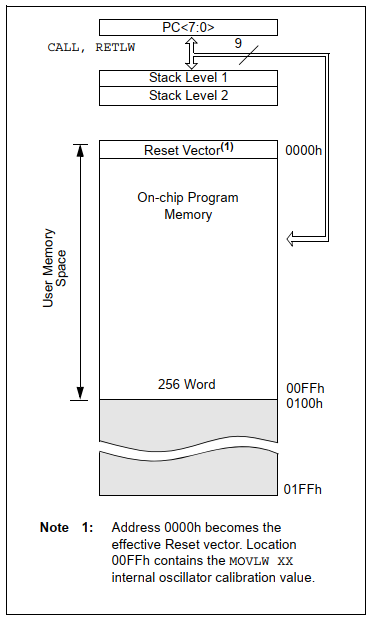 PC<7:0>
CALL, RETLW
9
Stack Level 1
Stack Level 2
Reset Vector(1)
0000h
On-chip Program
Memory
User Memory
Space
256 Word
00FFh
0100h
01FFh
Note 1: Address 0000h becomes the
effective Reset vector. Location
00FFh contains the MOVLW XX
internal oscillator calibration value.